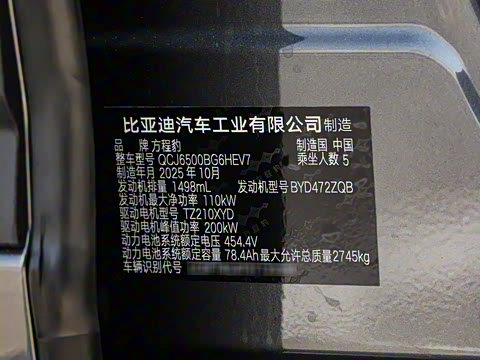 比亚迪汽车工业有限公司制造
品 牌 方程豹 制造国 中国
整车型号 QCJ6500BG6HEV7 乘坐人数 5
制造年月 2025年10月
发动机排量 1498mL 发动机型号 BYD472ZQB
发动机最大净功率 110kW
驱动电机型号 TZ210XYD
驱动电机峰值功率 200kW
动力电池系统额定电压 454.4V
动力电池系统额定容量 78.4Ah 最大允许总质量 2745kg
车辆识别代号